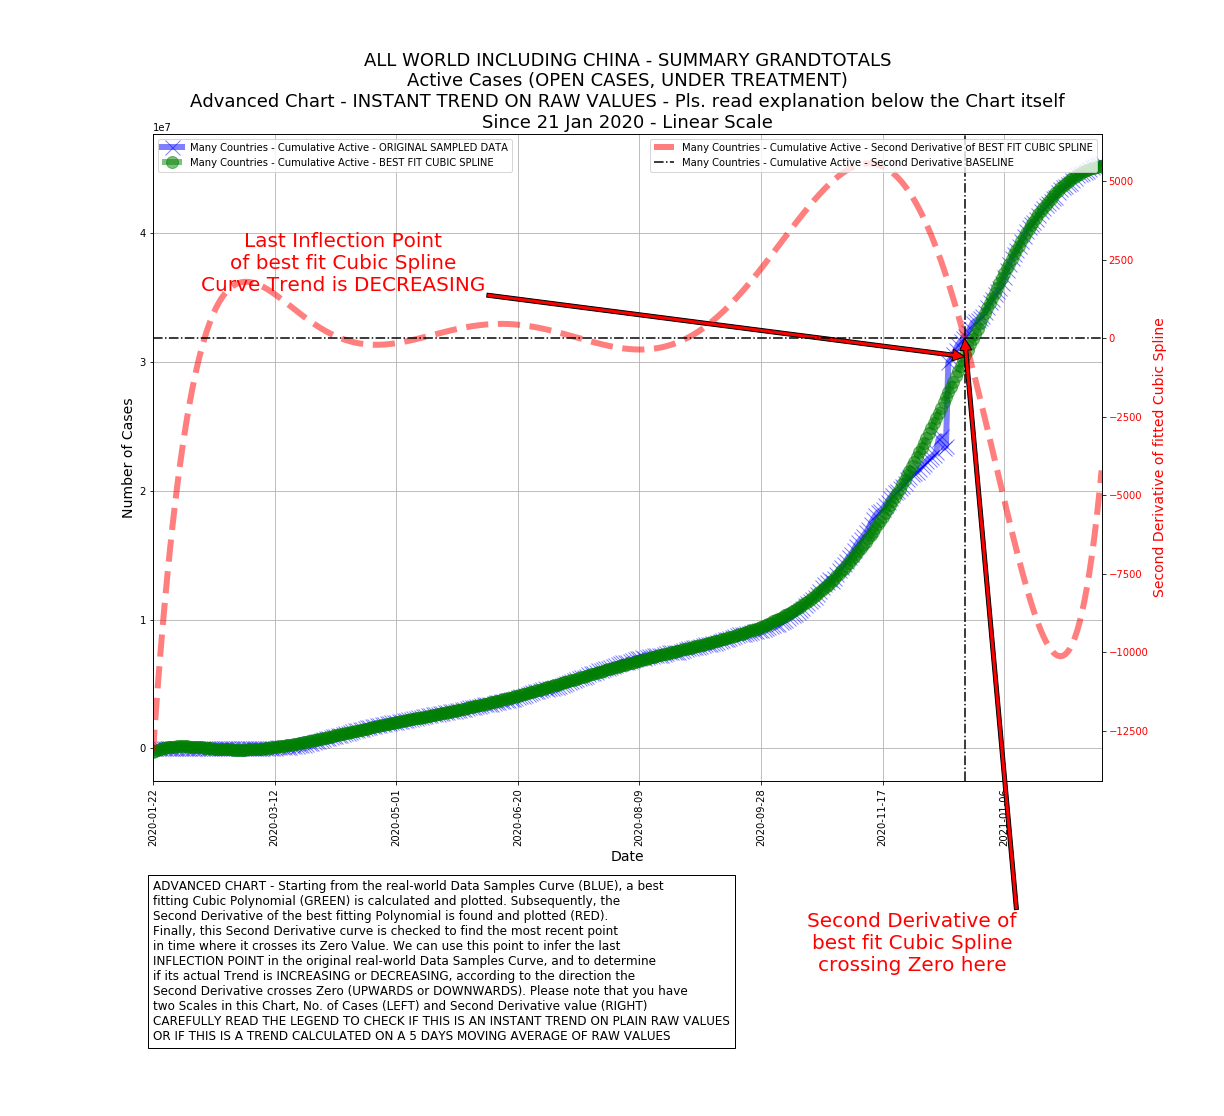 ALL WORLD INCLUDING CHINA - SUMMARY GRANDTOTALS
Active Cases (OPEN CASES, UNDER TREATMENT)
Advanced Chart - INSTANT TREND ON RAW VALUES - Pls. read explanation below the Chart itself
Since 21 Jan 2020 - Linear Scale
1e7
Many Countries - Cumulative Active - ORIGINAL SAMPLED DATA
Many Countries - Cumulative Active - BEST FIT CUBIC SPLINE
Many Countries - Cumulative Active - Second Derivative of BEST FIT CUBIC SPLINE
Many Countries - Cumulative Active - Second Derivative BASELINE
Last Inflection Point
of best fit Cubic Spline
Curve Trend is DECREASING
Number of Cases
4
3
2
1
0
5000
2500
0
−2500
−5000
−7500
−10000
−12500
Second Derivative of fitted Cubic Spline
2020-01-22
2020-03-12
2020-05-01
2020-06-20
2020-08-09
2020-09-28
2020-11-17
2021-01-06
Date
Second Derivative of
best fit Cubic Spline
crossing Zero here
ADVANCED CHART - Starting from the real-world Data Samples Curve (BLUE), a best
fitting Cubic Polynomial (GREEN) is calculated and plotted. Subsequently, the
Second Derivative of the best fitting Polynomial is found and plotted (RED).
Finally, this Second Derivative curve is checked to find the most recent point
in time where it crosses its Zero Value. We can use this point to infer the last
INFLECTION POINT in the original real-world Data Samples Curve, and to determine
if its actual Trend is INCREASING or DECREASING, according to the direction the
Second Derivative crosses Zero (UPWARDS or DOWNWARDS). Please note that you have
two Scales in this Chart, No. of Cases (LEFT) and Second Derivative value (RIGHT)
CAREFULLY READ THE LEGEND TO CHECK IF THIS IS AN INSTANT TREND ON PLAIN RAW VALUES
OR IF THIS IS A TREND CALCULATED ON A 5 DAYS MOVING AVERAGE OF RAW VALUES